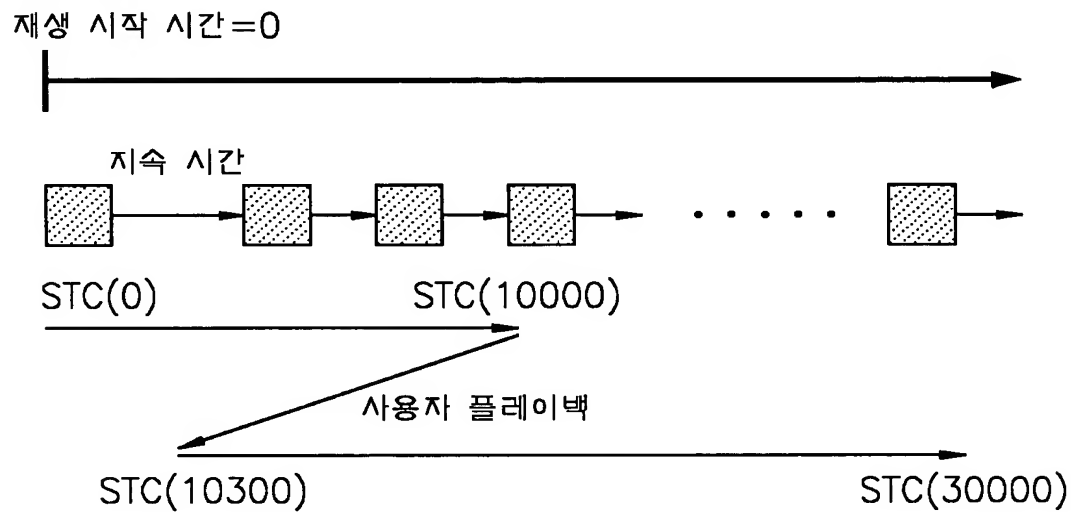 재생 시작 시간=0
지속 시간
STC(0)
STC(10000)
사용자 플레이백
STC(10300)
STC(30000)